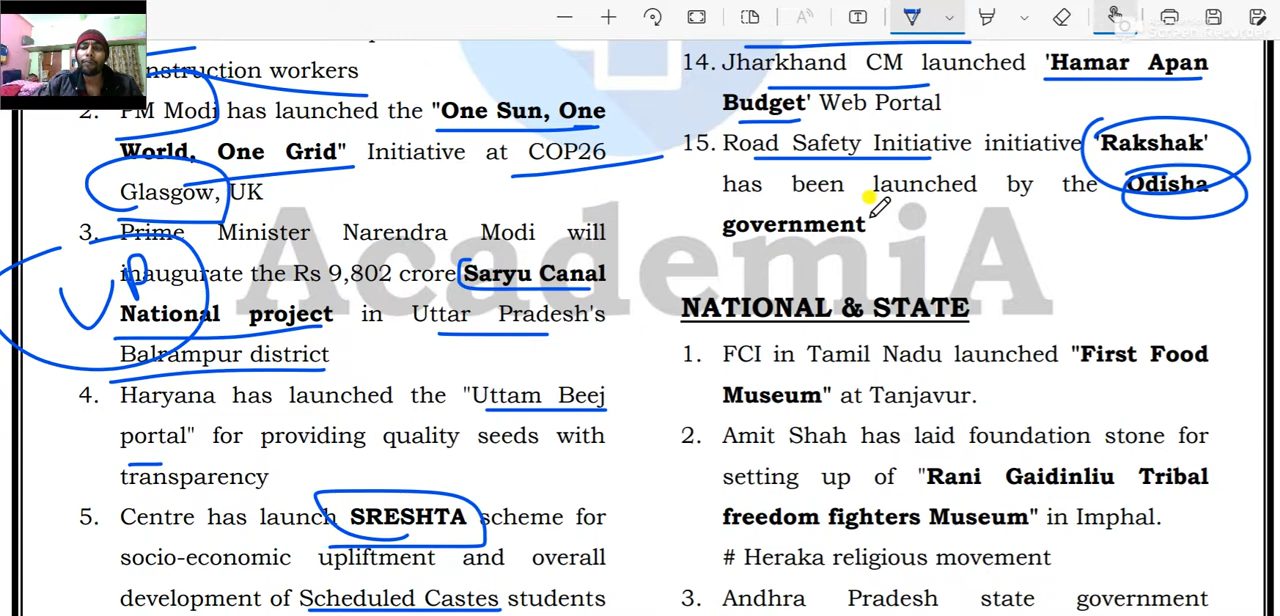 Screen Recorder
construction workers
2. PM Modi has launched the "One Sun, One
World, One Grid" Initiative at COP26
Glasgow, UK
3. Prime Minister Narendra Modi will
inaugurate the Rs 9,802 crore Saryu Canal
National project in Uttar Pradesh's
Balrampur district
UP
4. Haryana has launched the "Uttam Beej
portal" for providing quality seeds with
transparency
5. Centre has launch SRESHTA scheme for
socio-economic upliftment and overall
development of Scheduled Castes students
14. Jharkhand CM launched 'Hamar Apan
Budget' Web Portal
15. Road Safety Initiative initiative 'Rakshak'
has been launched by the Odisha
government
AcademiA
NATIONAL & STATE
1. FCI in Tamil Nadu launched "First Food
Museum" at Tanjavur.
2. Amit Shah has laid foundation stone for
setting up of "Rani Gaidinliu Tribal
freedom fighters Museum" in Imphal.
# Heraka religious movement
3. Andhra Pradesh state government